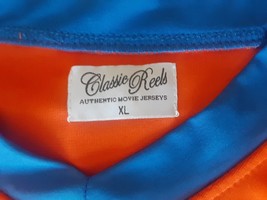 Classic Reels
AUTHENTIC MOVIE JERSEYS
XL